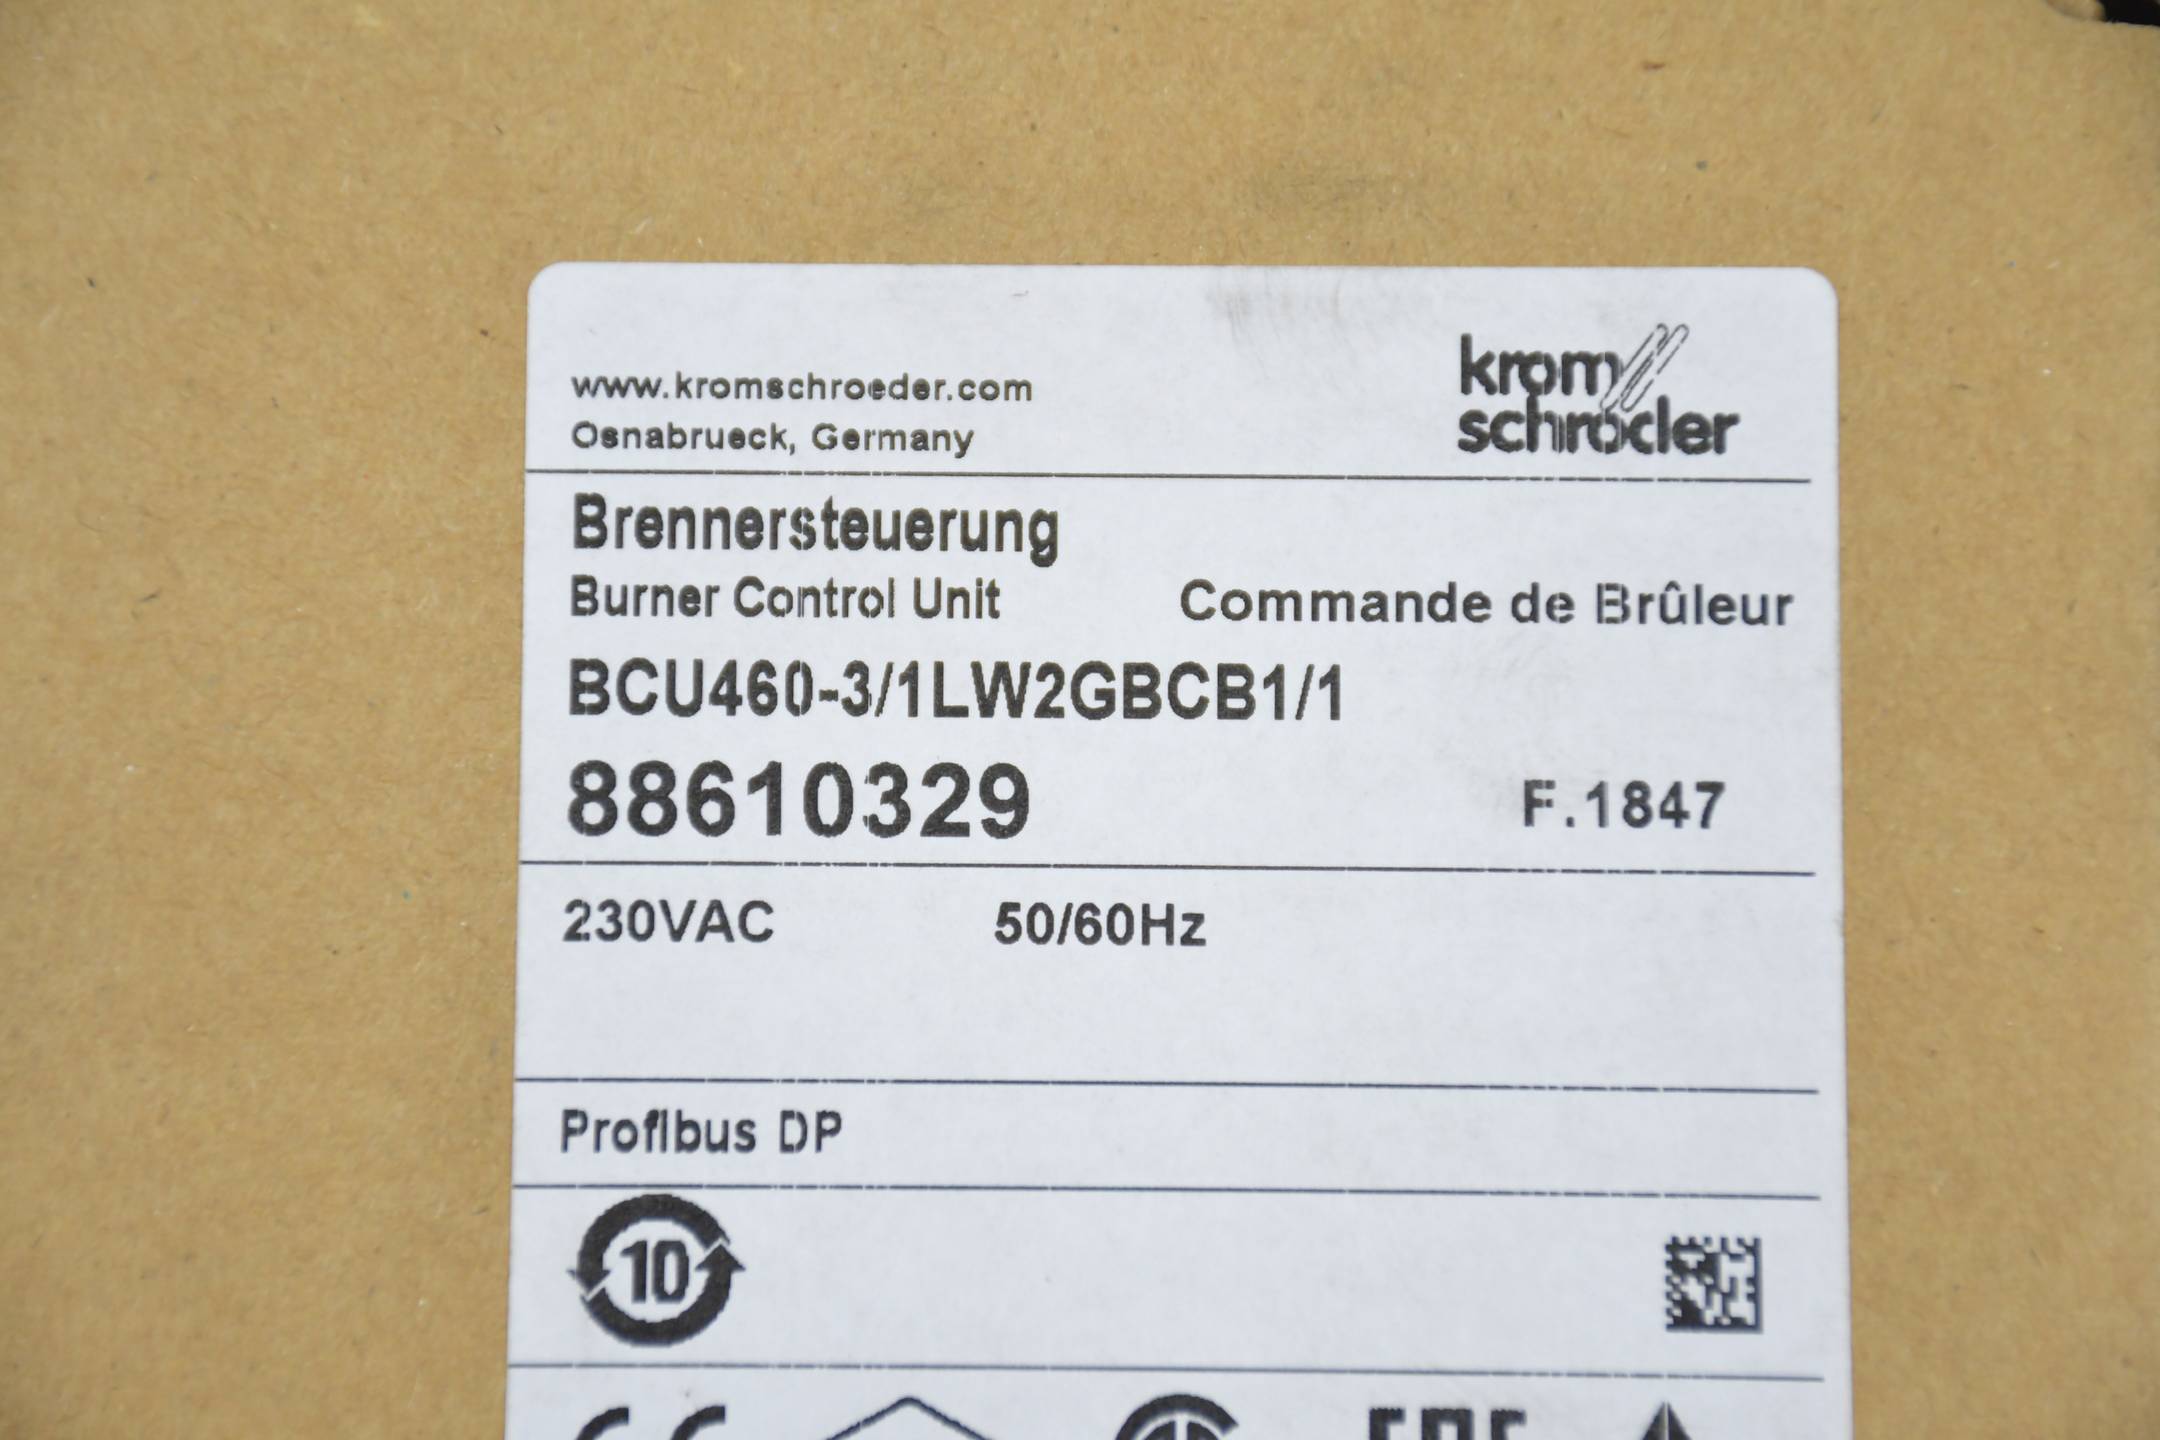 www.kromschroeder.com
Osnabrueck, Germany
krom
schröder
Brennersteuerung
Burner Control Unit Commande de Brûleur
BCU460-3/1LW2GBCB1/1
88610329 F.1847
230VAC 50/60Hz
Profibus DP
10